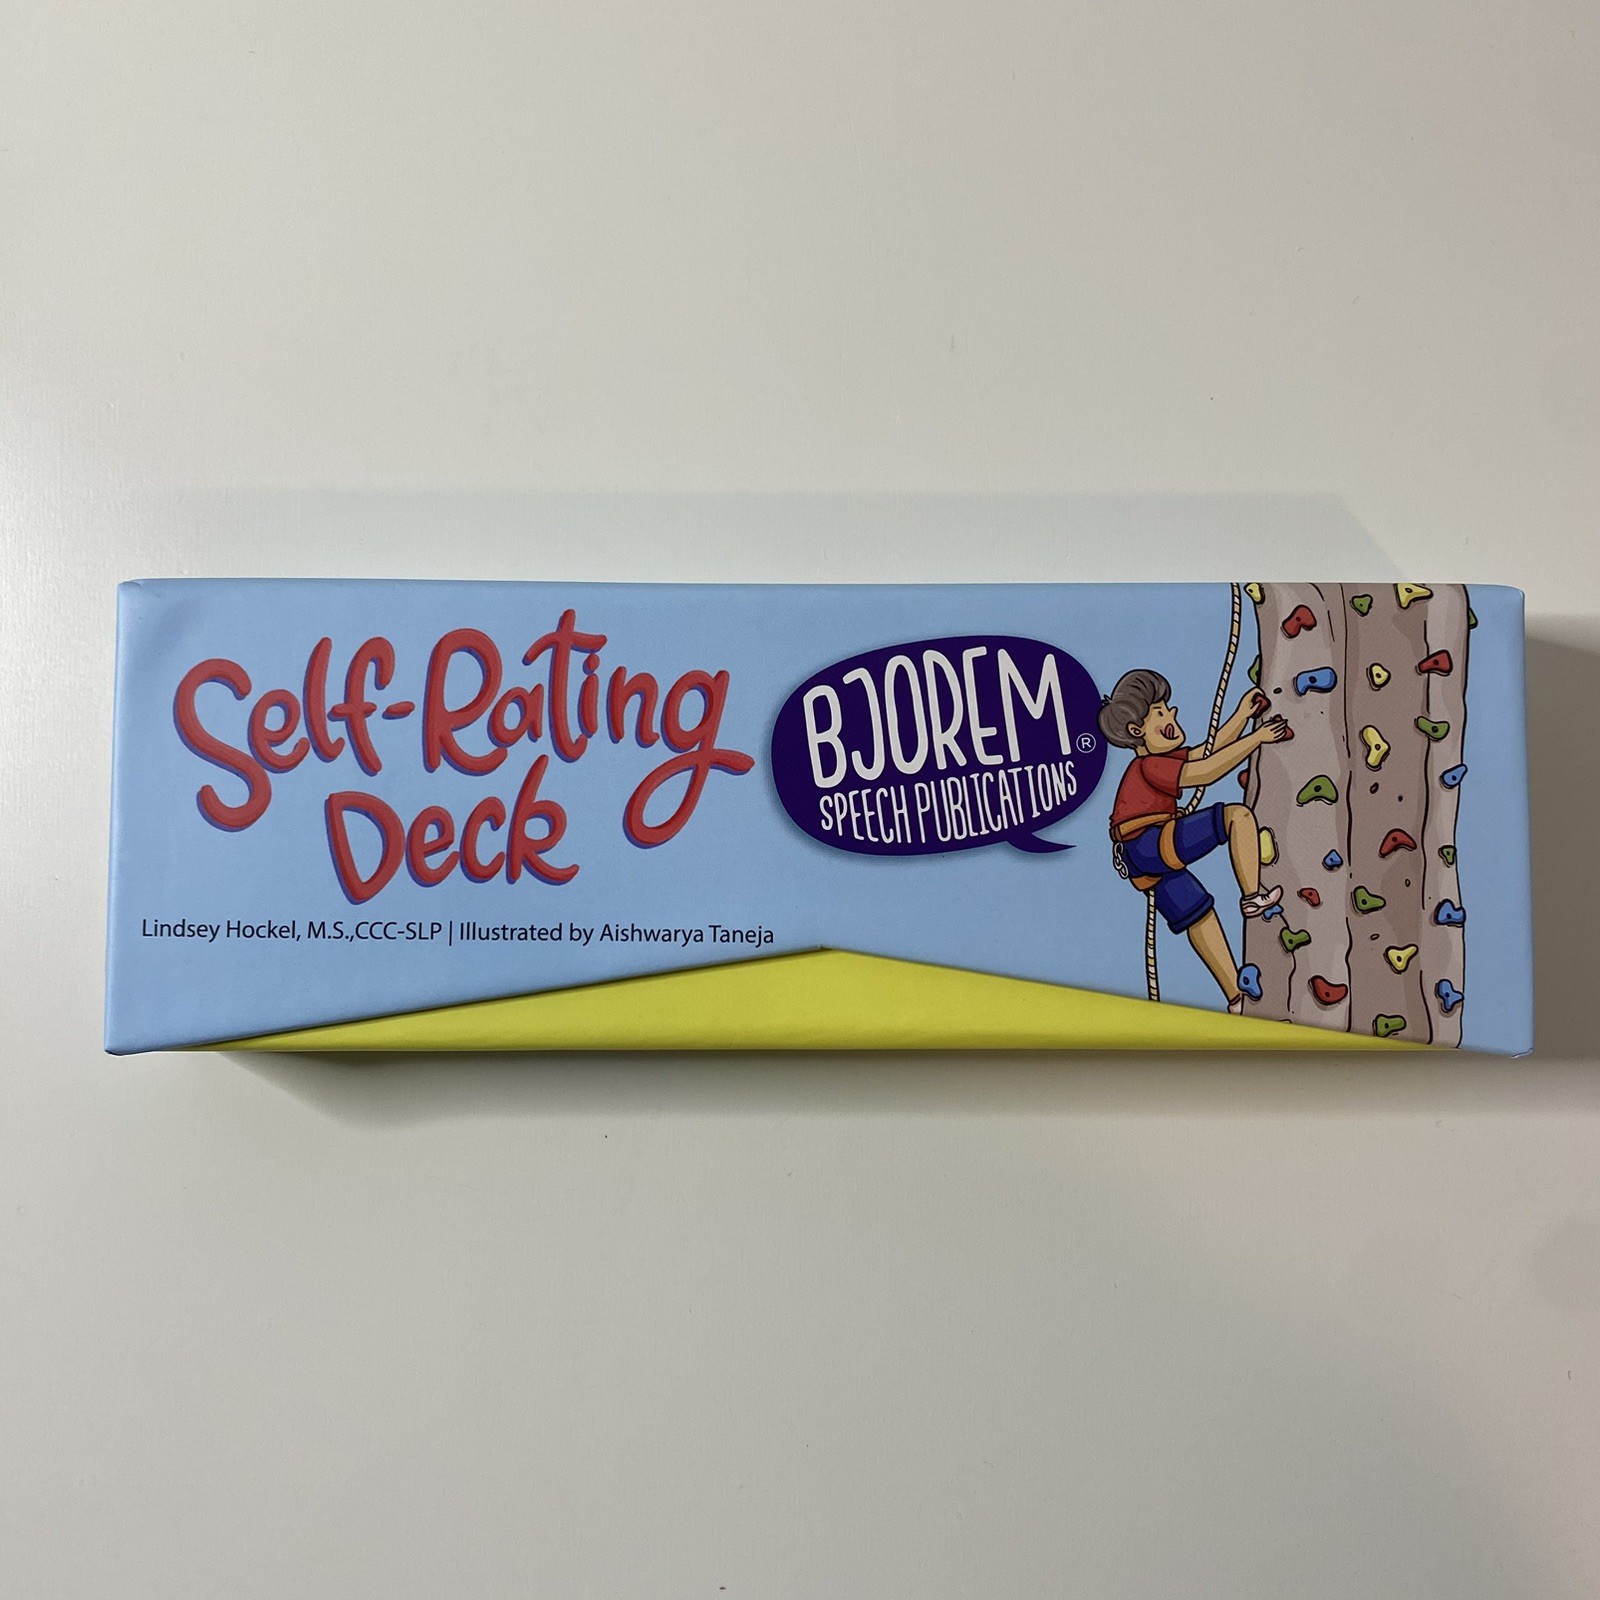 Self-Rating
Deck
BJOREM®
SPEECH PUBLICATIONS
Lindsey Hockel, M.S.,CCC-SLP | Illustrated by Aishwarya Taneja